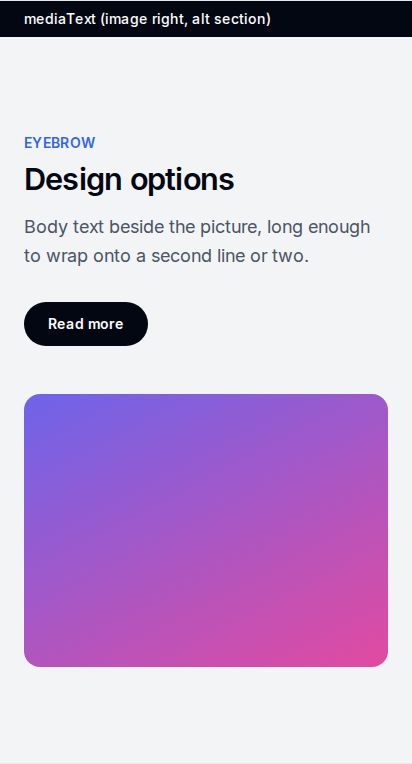 mediaText (image right, alt section)
EYEBROW
Design options
Body text beside the picture, long enough
to wrap onto a second line or two.
Read more